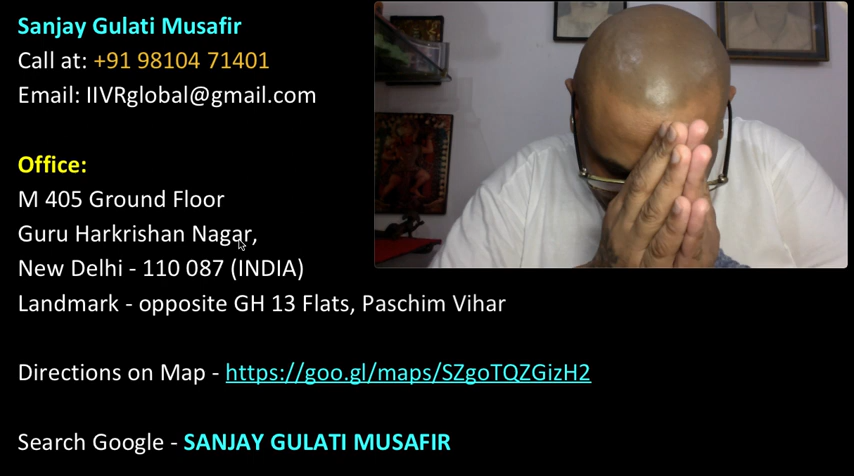 Sanjay Gulati Musafir
Call at: +91 98104 71401
Email: IIVRglobal@gmail.com
Office:
M 405 Ground Floor
Guru Harkrishan Nagar,
New Delhi - 110 087 (INDIA)
Landmark - opposite GH 13 Flats, Paschim Vihar
Directions on Map - https://goo.gl/maps/SZgoTQZGizH2
Search Google - SANJAY GULATI MUSAFIR